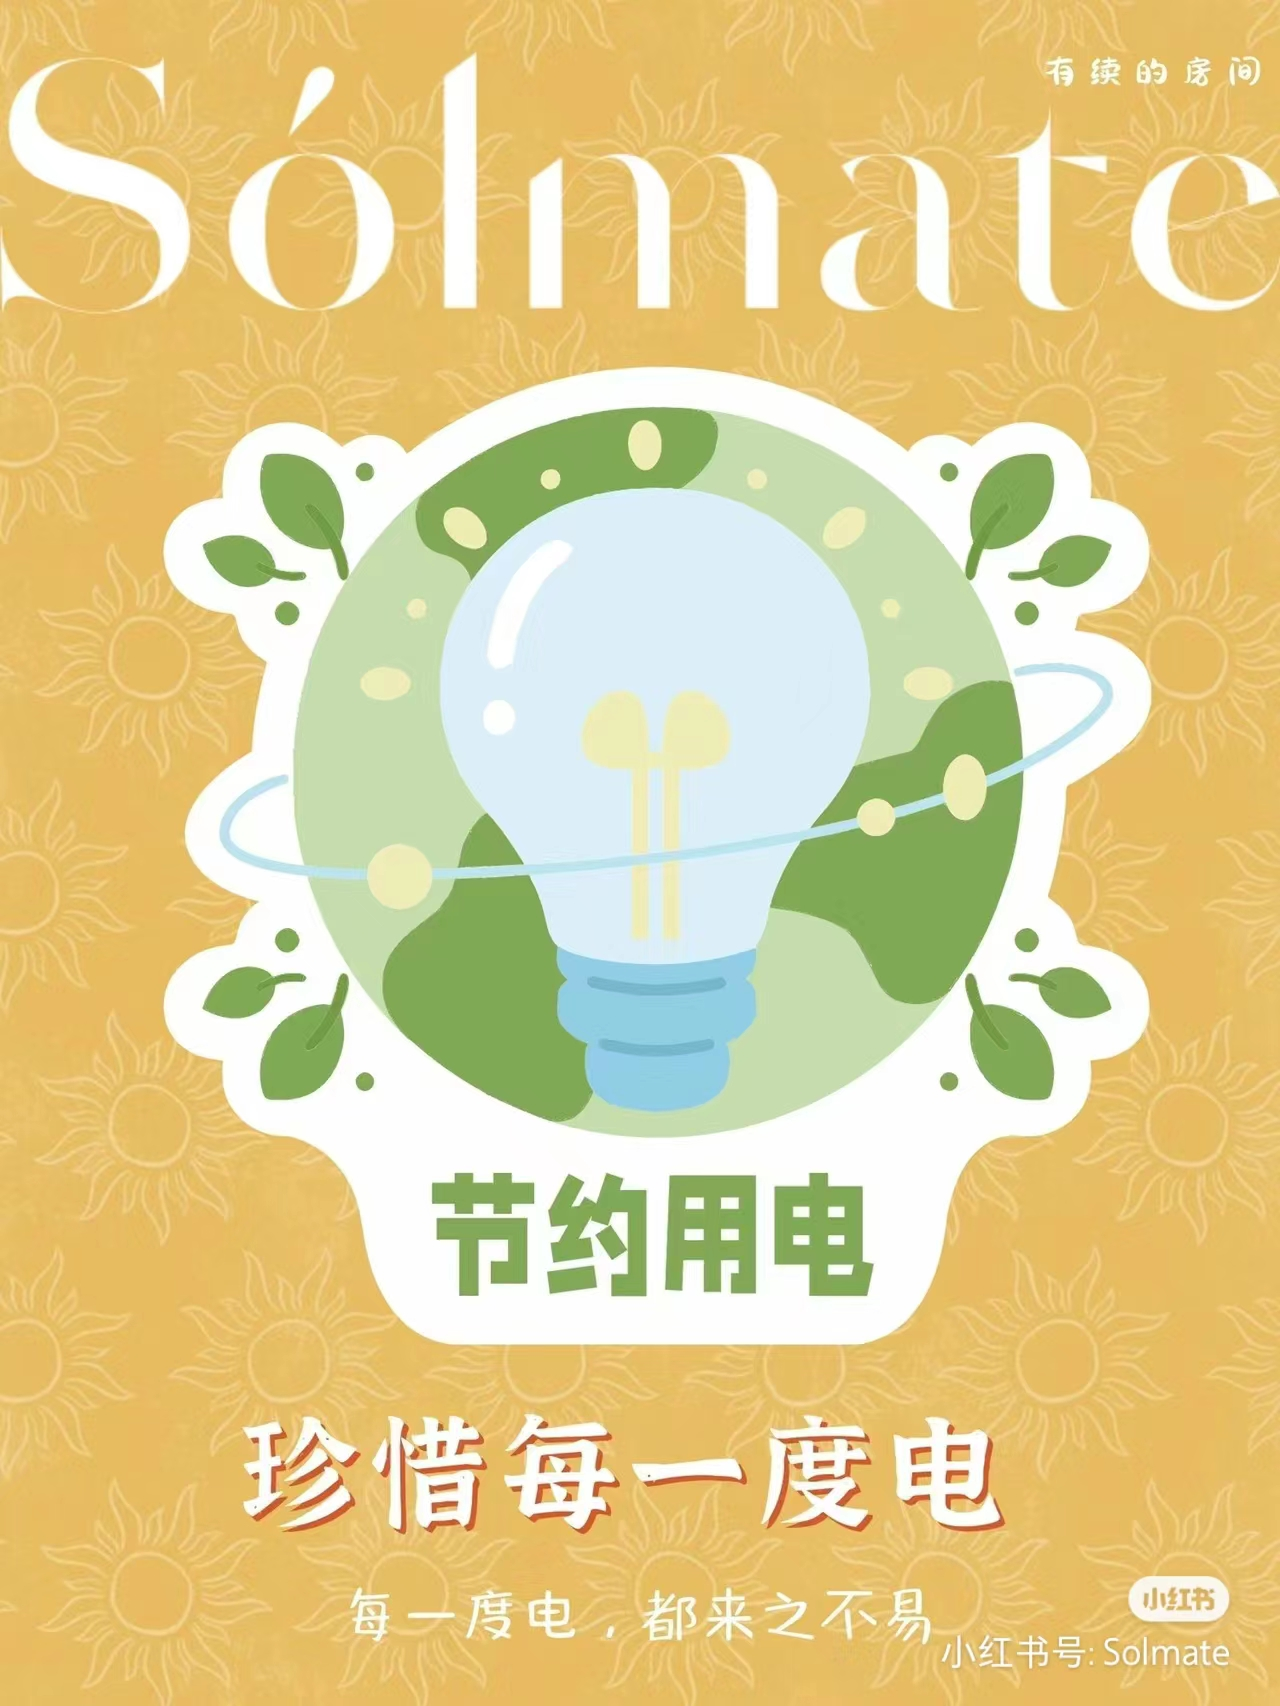 有续的房间
Sólmate
节约用电
珍惜每一度电
每一度电，都来之不易
小红书
小红书号: Solmate